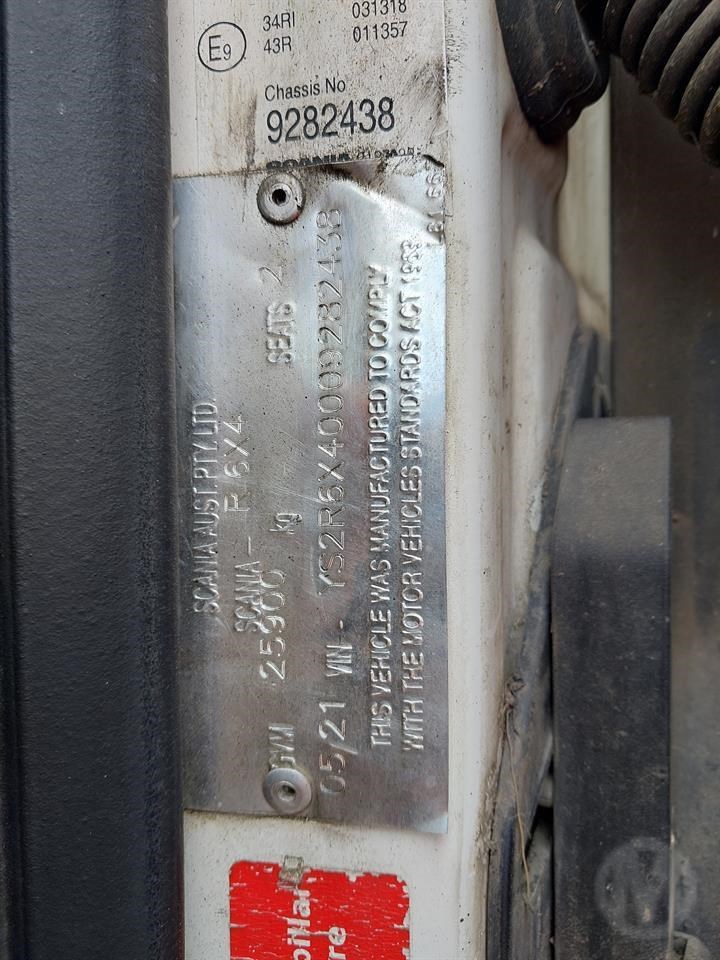 E9
34RI 031318
43R 011357
Chassis No
9282438
SCANIA
SCANIA AUST. PTY. LTD.
SCANIA - R 6X4
GVM 25900 kg SEATS 2
05/21 VIN - YS2R6X40009282438
THIS VEHICLE WAS MANUFACTURED TO COMPLY
WITH THE MOTOR VEHICLES STANDARDS ACT 1989
M